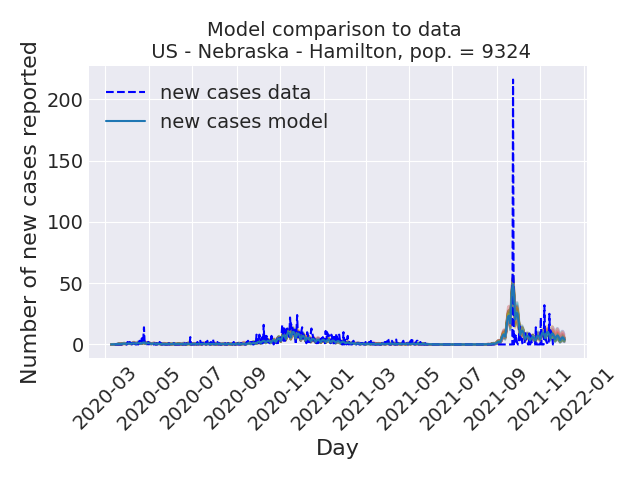 Model comparison to data
US - Nebraska - Hamilton, pop. = 9324
Number of new cases reported
200
150
100
50
0
new cases data
new cases model
2020-03
2020-05
2020-07
2020-09
2020-11
2021-01
2021-03
2021-05
2021-07
2021-09
2021-11
2022-01
Day